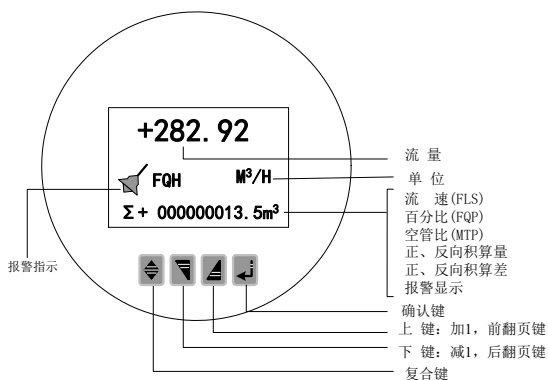 +282.92
FQH M³/H
Σ+ 000000013.5m³
报警指示
流 量
单 位
流 速(FLS)
百分比(FQP)
空管比(MTP)
正、反向积算量
正、反向积算差
报警显示
确认键
上 键: 加1, 前翻页键
下 键: 减1, 后翻页键
复合键